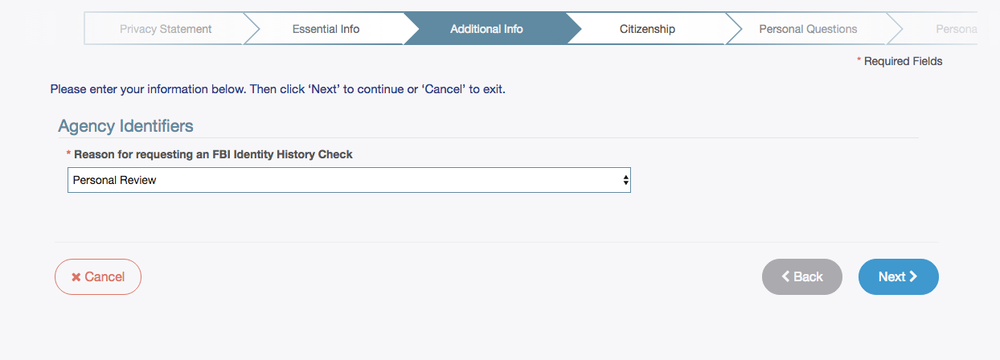 Privacy Statement Essential Info Additional Info Citizenship Personal Questions Persona
* Required Fields
Please enter your information below. Then click ‘Next’ to continue or ‘Cancel’ to exit.
Agency Identifiers
* Reason for requesting an FBI Identity History Check
Personal Review
Cancel Back Next